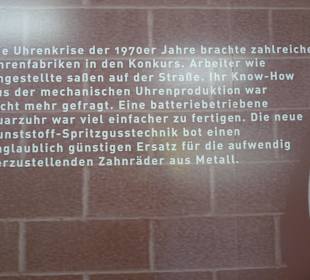 e Uhrenkrise der 1970er Jahre brachte zahlreiche
hrenfabriken in den Konkurs. Arbeiter wie
ngestellte saßen auf der Straße. Ihr Know-How
us der mechanischen Uhrenproduktion war
cht mehr gefragt. Eine batteriebetriebene
uarzuhr war viel einfacher zu fertigen. Die neue
unststoff-Spritzgusstechnik bot einen
nglaublich günstigen Ersatz für die aufwendig
erzustellenden Zahnräder aus Metall.